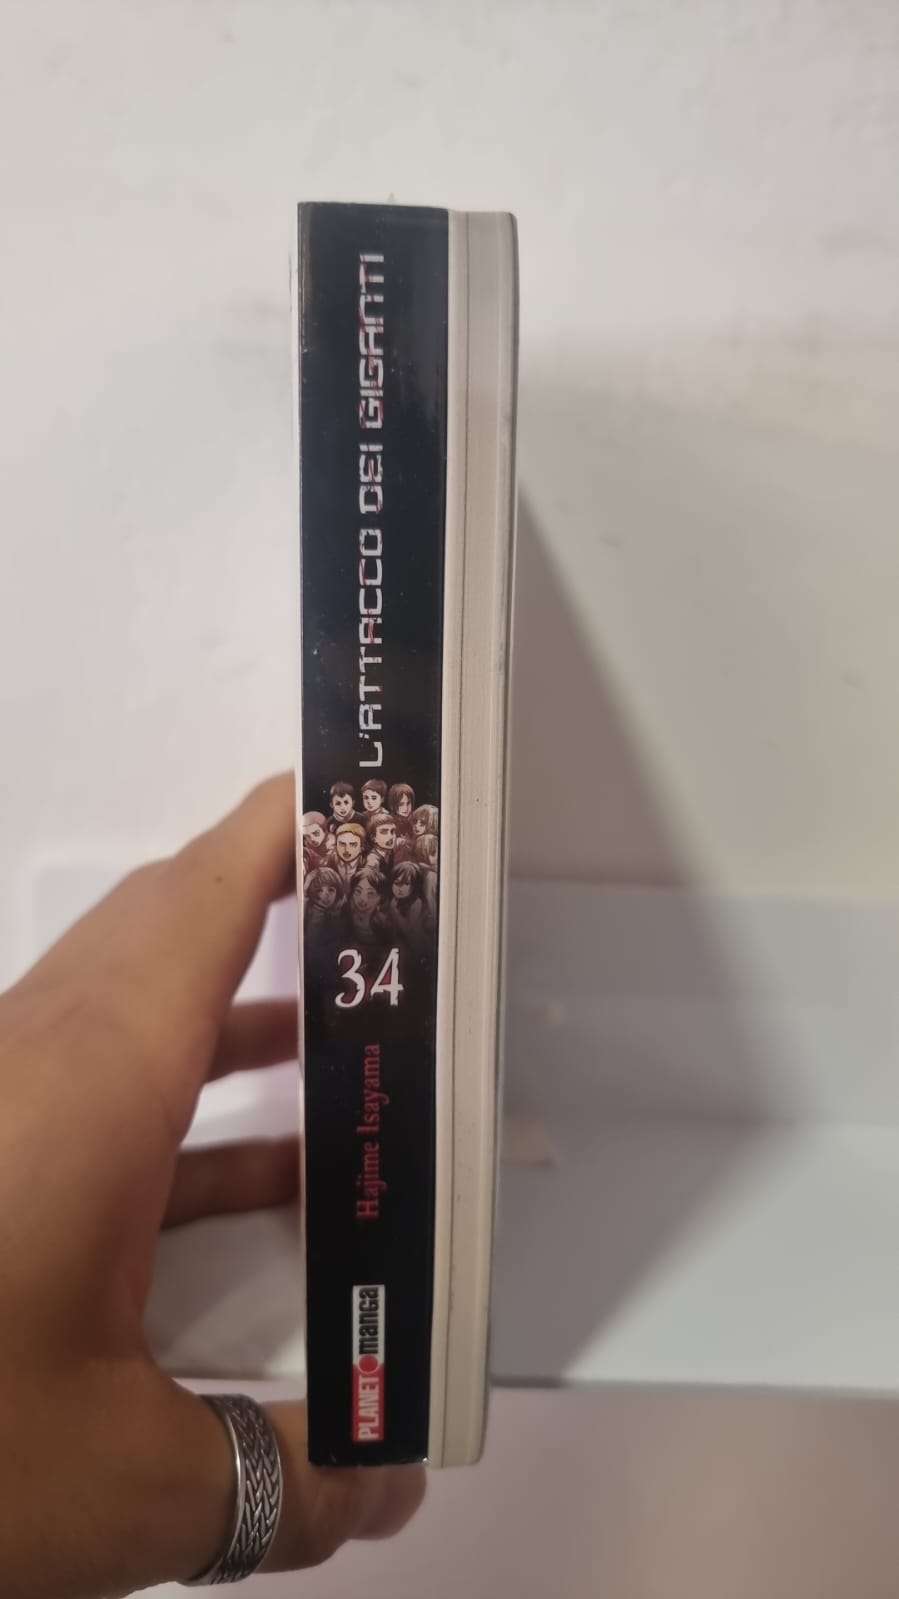 L'ATTACCO DEI GIGANTI
34
Hajime Isayama
PLANET manga